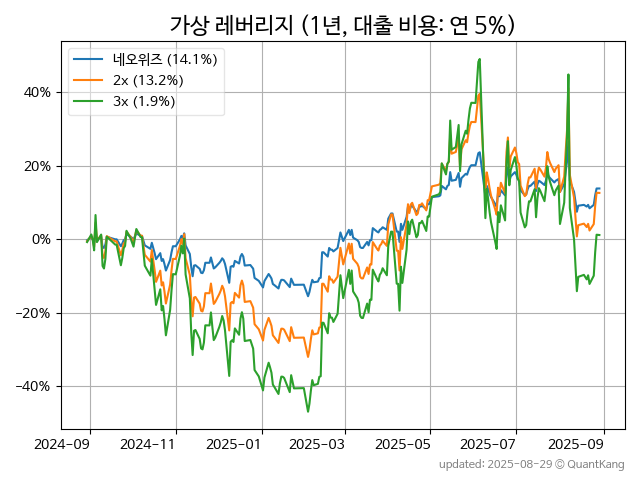 가상 레버리지 (1년, 대출 비용: 연 5%)
네오위즈 (14.1%)
2x (13.2%)
3x (1.9%)
40%
20%
0%
−20%
−40%
2024-09 2024-11 2025-01 2025-03 2025-05 2025-07 2025-09
updated: 2025-08-29 © QuantKang